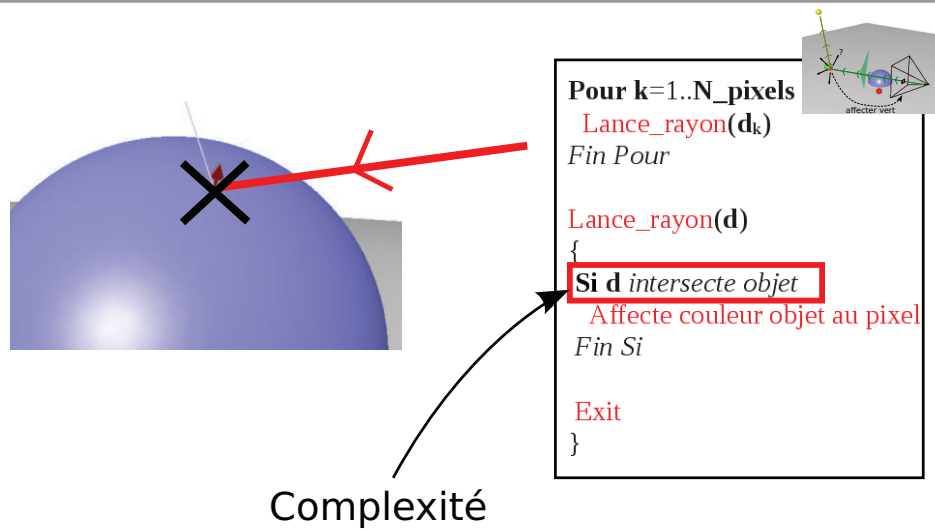 ?
affecter vert
Pour k=1..N_pixels
Lance_rayon(dk)
Fin Pour
Lance_rayon(d)
{
Si d intersecte objet
Affecte couleur objet au pixel
Fin Si
Exit
}
Complexité